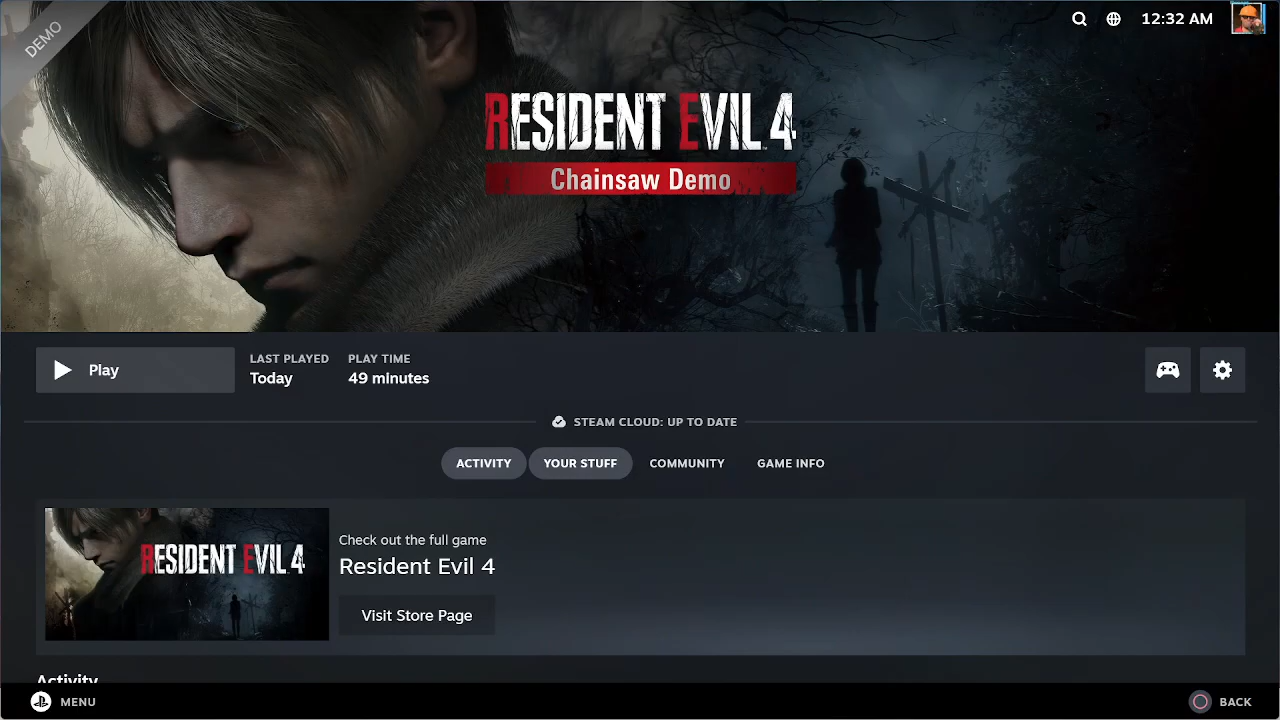 DEMO
12:32 AM
RESIDENT EVIL 4
Chainsaw Demo
Play
LAST PLAYED
Today
PLAY TIME
49 minutes
STEAM CLOUD: UP TO DATE
ACTIVITY
YOUR STUFF
COMMUNITY
GAME INFO
RESIDENT EVIL 4
Check out the full game
Resident Evil 4
Visit Store Page
Activity
MENU
BACK